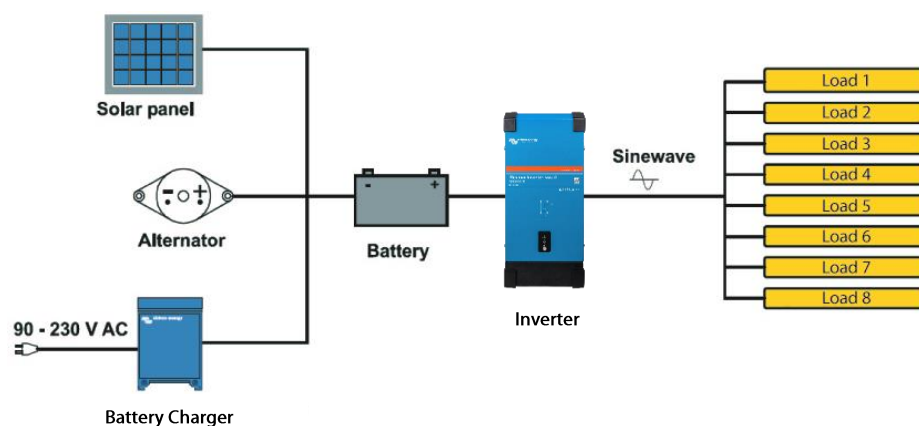 Solar panel
Alternator
90 - 230 V AC
Battery Charger
Battery
-
+
Inverter
Sinewave
Load 1
Load 2
Load 3
Load 4
Load 5
Load 6
Load 7
Load 8